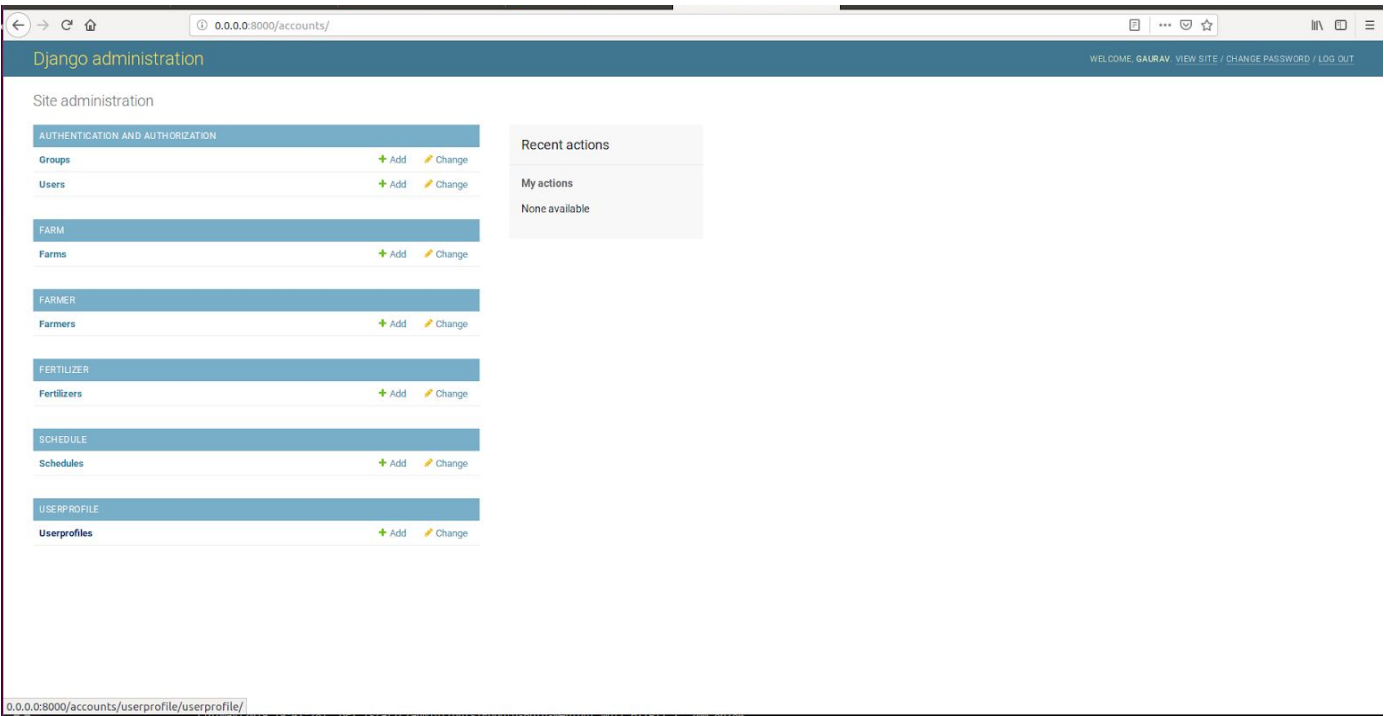 0.0.0.0:8000/accounts/
Django administration
WELCOME, GAURAV. VIEW SITE / CHANGE PASSWORD / LOG OUT
Site administration
AUTHENTICATION AND AUTHORIZATION
Groups + Add Change
Users + Add Change
FARM
Farms + Add Change
FARMER
Farmers + Add Change
FERTILIZER
Fertilizers + Add Change
SCHEDULE
Schedules + Add Change
USERPROFILE
Userprofiles + Add Change
Recent actions
My actions
None available
0.0.0.0:8000/accounts/userprofile/userprofile/